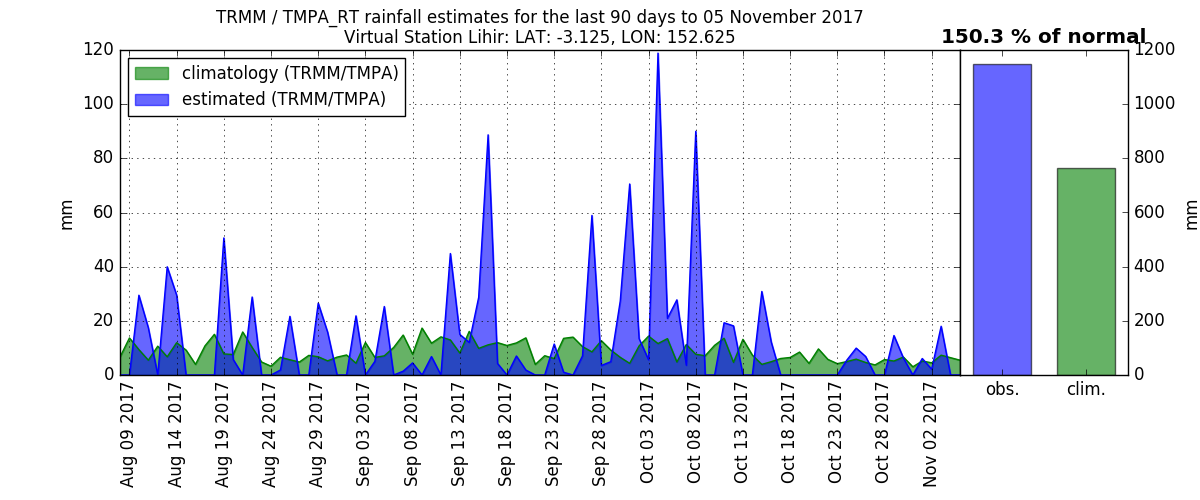 TRMM / TMPA_RT rainfall estimates for the last 90 days to 05 November 2017
Virtual Station Lihir: LAT: -3.125, LON: 152.625
150.3 % of normal
climatology (TRMM/TMPA)
estimated (TRMM/TMPA)
mm
120
100
80
60
40
20
0
Aug 09 2017
Aug 14 2017
Aug 19 2017
Aug 24 2017
Aug 29 2017
Sep 03 2017
Sep 08 2017
Sep 13 2017
Sep 18 2017
Sep 23 2017
Sep 28 2017
Oct 03 2017
Oct 08 2017
Oct 13 2017
Oct 18 2017
Oct 23 2017
Oct 28 2017
Nov 02 2017
obs.
clim.
1200
1000
800
600
400
200
0
mm